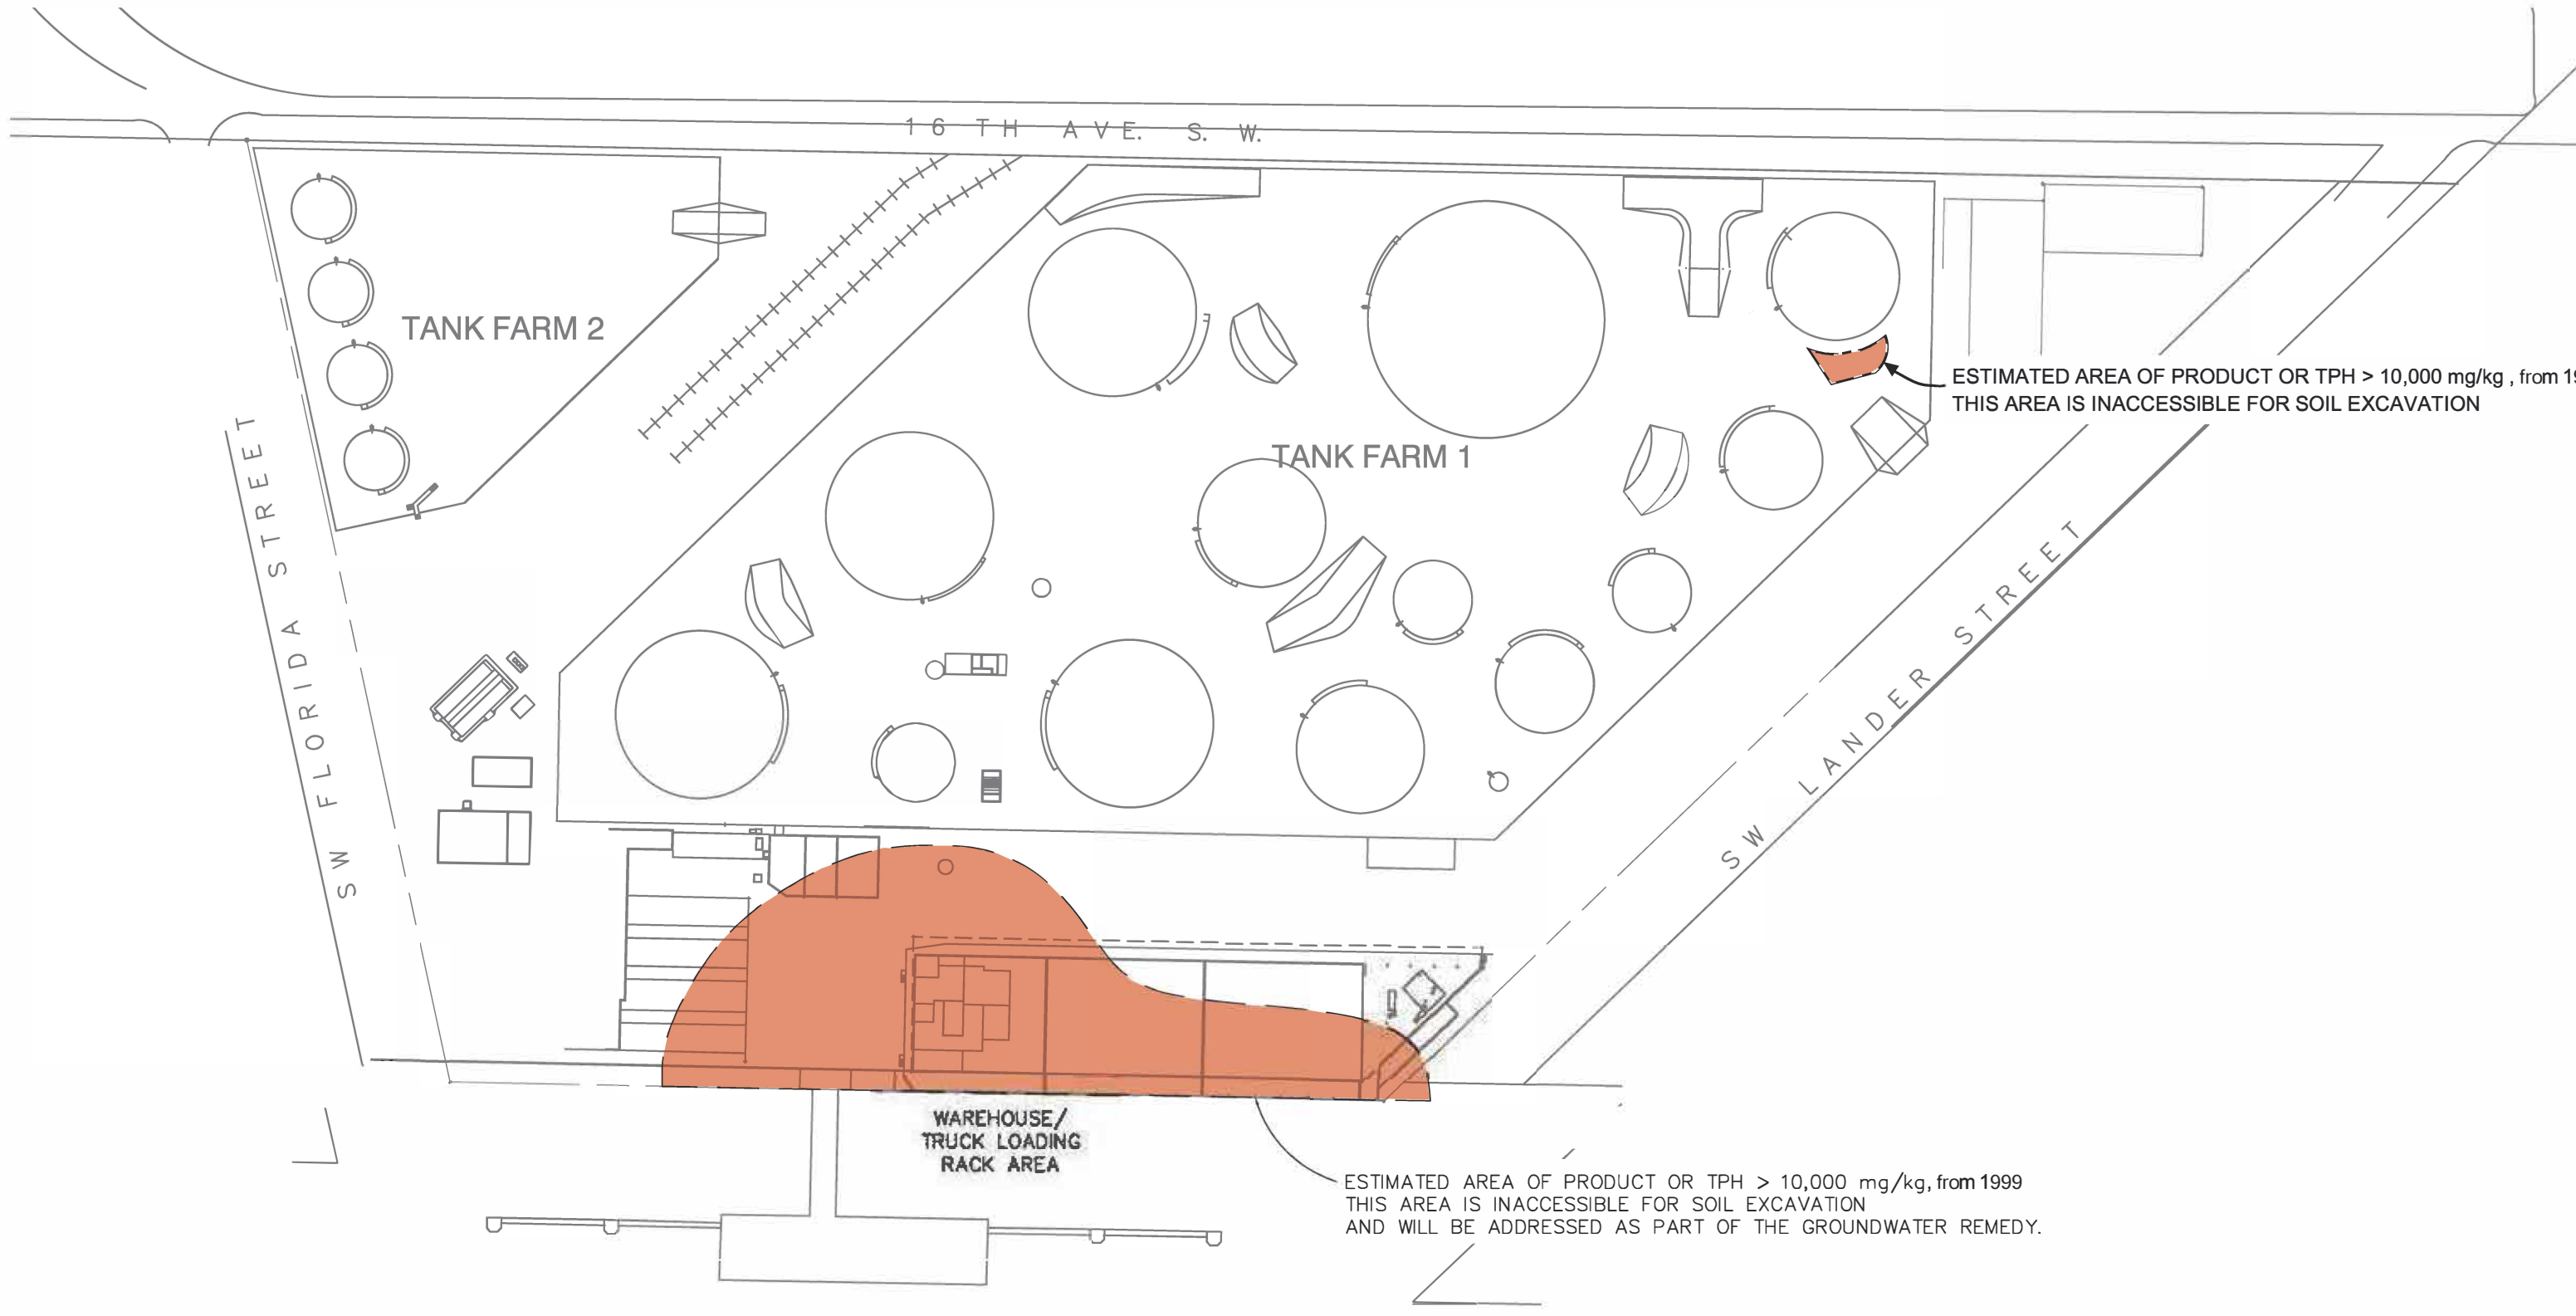 16 TH AVE. S. W.
TANK FARM 2
ESTIMATED AREA OF PRODUCT OR TPH > 10,000 mg/kg , from
THIS AREA IS INACCESSIBLE FOR SOIL EXCAVATION
TANK FARM 1
SW FLORIDA STREET
SW LANDER STREET
WAREHOUSE/
TRUCK LOADING
RACK AREA
ESTIMATED AREA OF PRODUCT OR TPH > 10,000 mg/kg, from 1999
THIS AREA IS INACCESSIBLE FOR SOIL EXCAVATION
AND WILL BE ADDRESSED AS PART OF THE GROUNDWATER REMEDY.